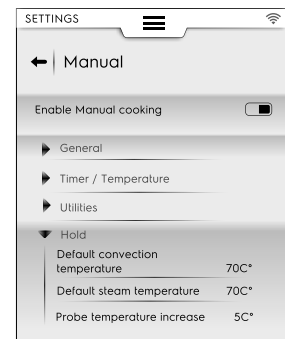 SETTINGS
Manual
Enable Manual cooking
General
Timer / Temperature
Utilities
Hold
Default convection
temperature 70C°
Default steam temperature 70C°
Probe temperature increase 5C°